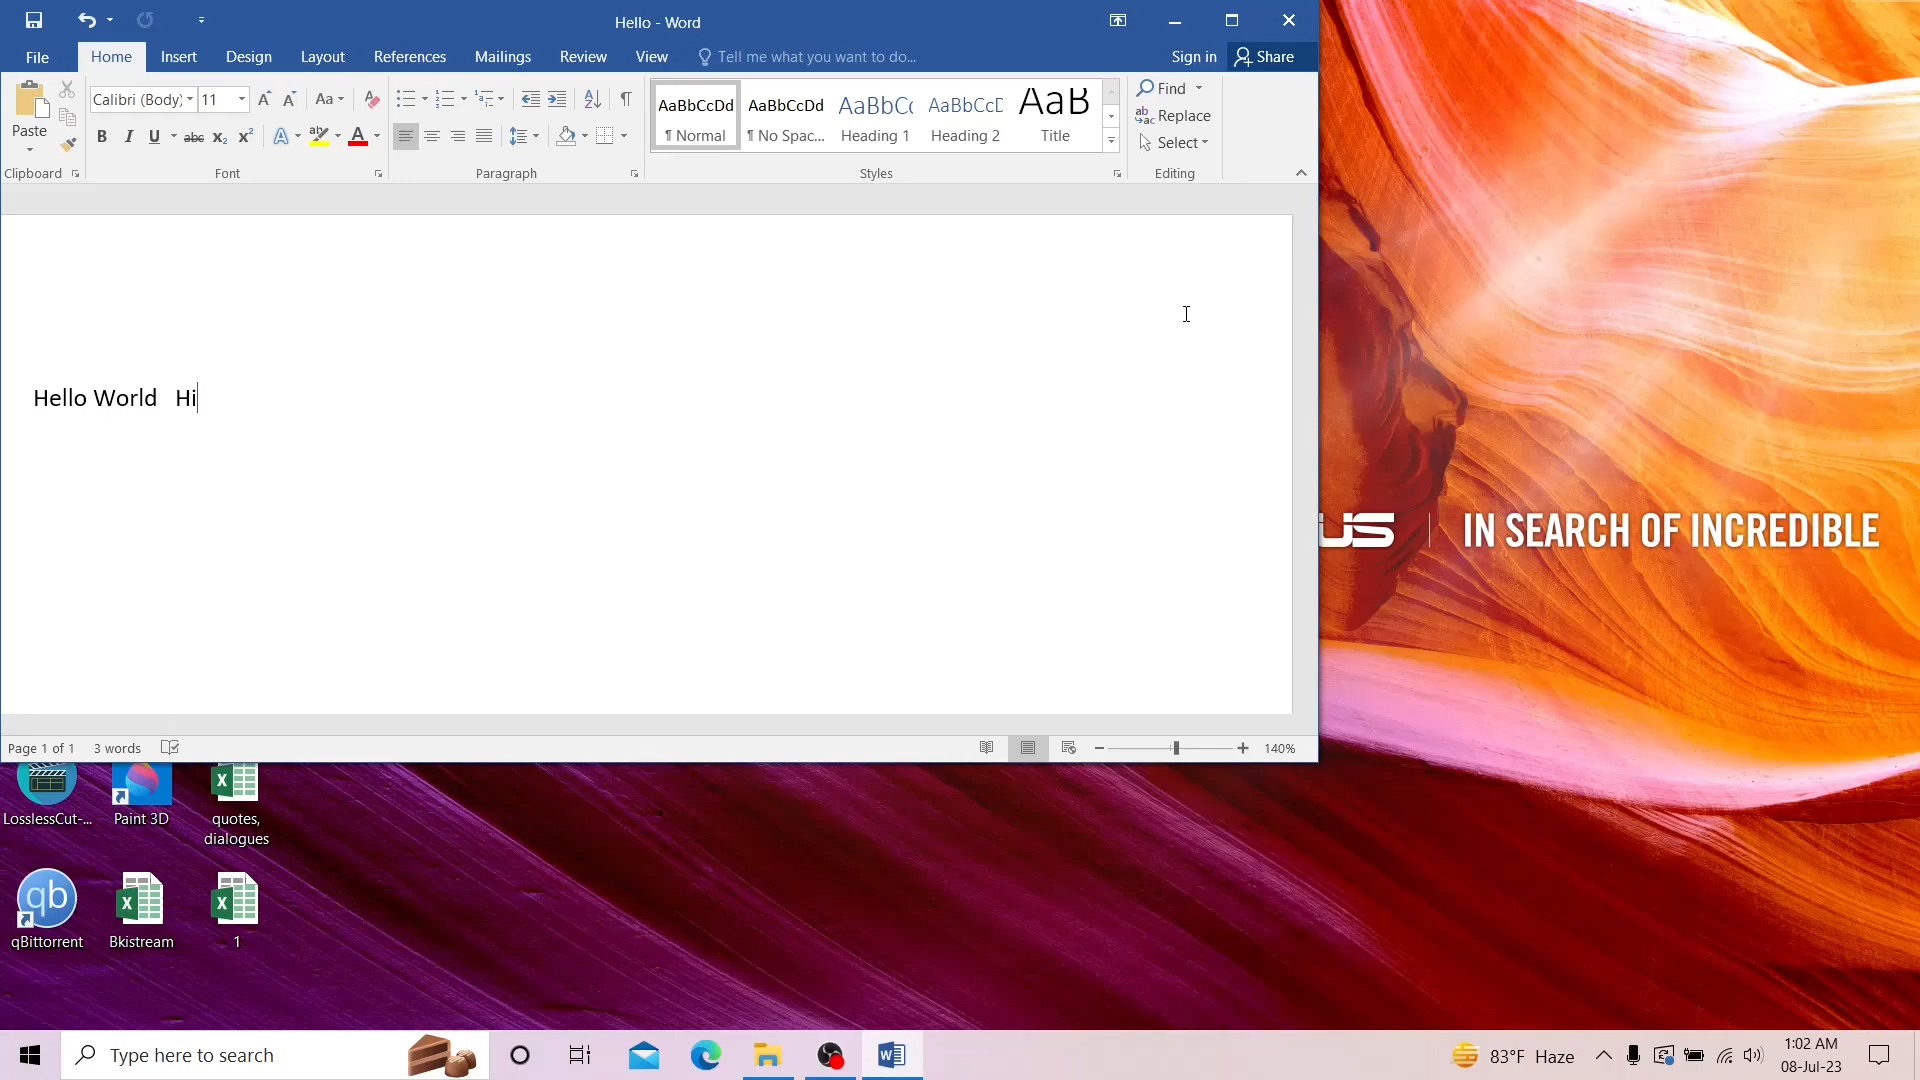 Hello - Word
File Home Insert Design Layout References Mailings Review View Tell me what you want to do... Sign in Share
Paste
Clipboard
Calibri (Body) 11
Font
Paragraph
AaBbCcDd AaBbCcDd AaBbCc AaBbCcD AaB
¶ Normal ¶ No Spac... Heading 1 Heading 2 Title
Styles
Find
Replace
Select
Editing
Hello World   Hi
IN SEARCH OF INCREDIBLE
Page 1 of 1 3 words 140%
LosslessCut-... Paint 3D quotes, dialogues
qBittorrent Bkistream 1
Type here to search
83°F Haze
1:02 AM
08-Jul-23